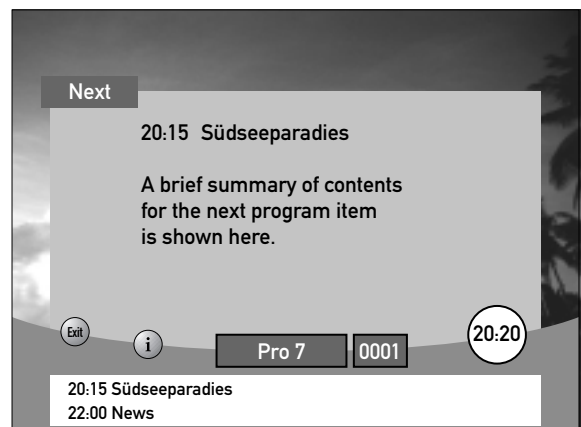 Next
20:15 Südseeparadies
A brief summary of contents
for the next program item
is shown here.
Exit
i
Pro 7
0001
20:20
20:15 Südseeparadies
22:00 News